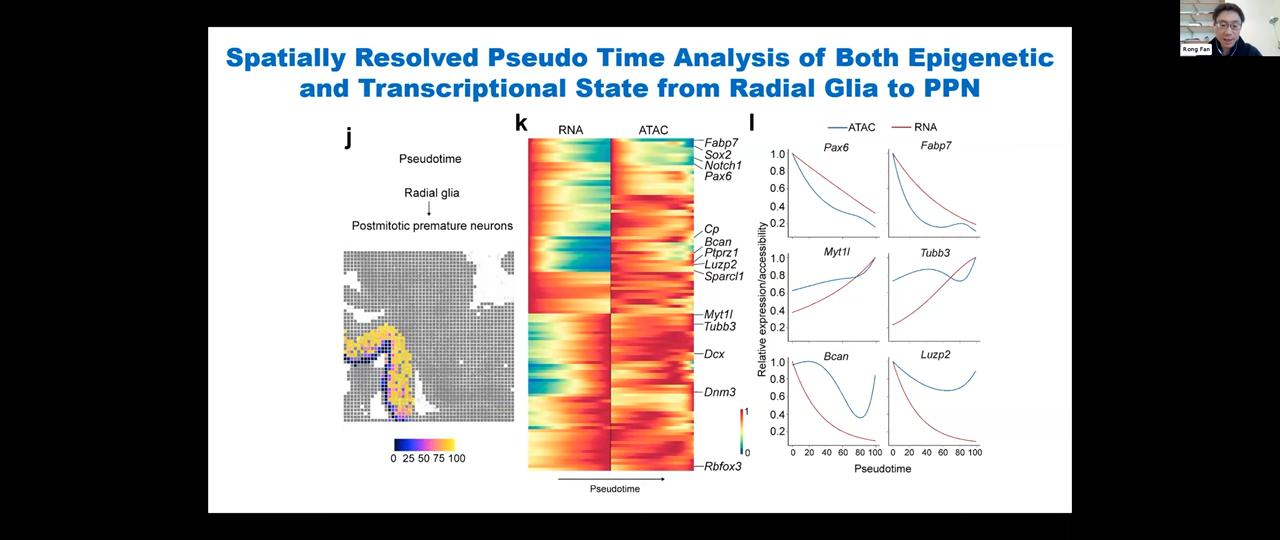 Spatially Resolved Pseudo Time Analysis of Both Epigenetic
and Transcriptional State from Radial Glia to PPN
Rong Fan
j
Pseudotime
Radial glia
Postmitotic premature neurons
0 25 50 75 100
k
RNA ATAC
Fabp7
Sox2
Notch1
Pax6
Cp
Bcan
Ptprz1
Luzp2
Sparcl1
Myt1l
Tubb3
Dcx
Dnm3
Rbfox3
1
0
Pseudotime
l
ATAC RNA
Pax6 Fabp7
1.0
0.8
0.6
0.4
0.2
Myt1l Tubb3
1.0
0.8
0.6
0.4
0.2
Bcan Luzp2
1.0
0.8
0.6
0.4
0.2
Relative expression/accessibility
0 20 40 60 80 100 0 20 40 60 80 100
Pseudotime